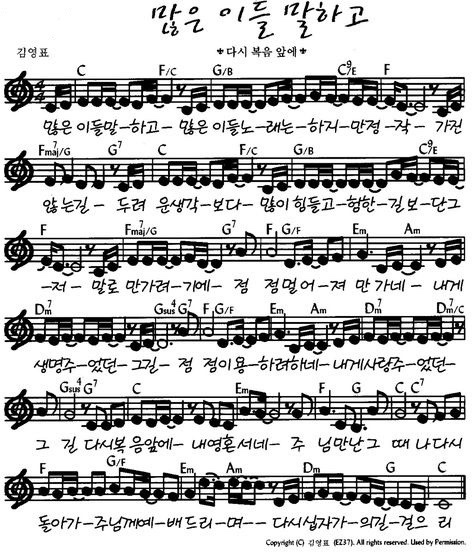 많은 이들 말하고
김영표
*다시 복음 앞에*
C F/C G/B C9/E F
많은 이들말-하고- 많은 이들노-래는-하지-만정-작- 가진
Fmaj7/G G7 C F/C G/B C9/E
않는길- 두려 운생각-보다- 많이 힘들고-험한-길보-단그
F Fmaj7/G G7 F G/F Em Am
-저- 말로 만가려-기에- 점 점멀어-져 만 가네- 내게
Dm7 Gsus4 G7 F G/F Em Am Dm7 Dm7/C
생명주-었던- 그길- 점 점이용-하려하네-내게사랑주-었던-
Gsus4 G7 C Em F G C C7
그 길 다시복음앞에- 내영혼서네- 주 님만난그 때 나다시
F G/F Em Am Dm G C
돌아가-주님께예-배드리-며-- 다시십자가-의길-걸으 리
Copyright (C) 김영표 (EZ37). All rights reserved. Used by Permission.